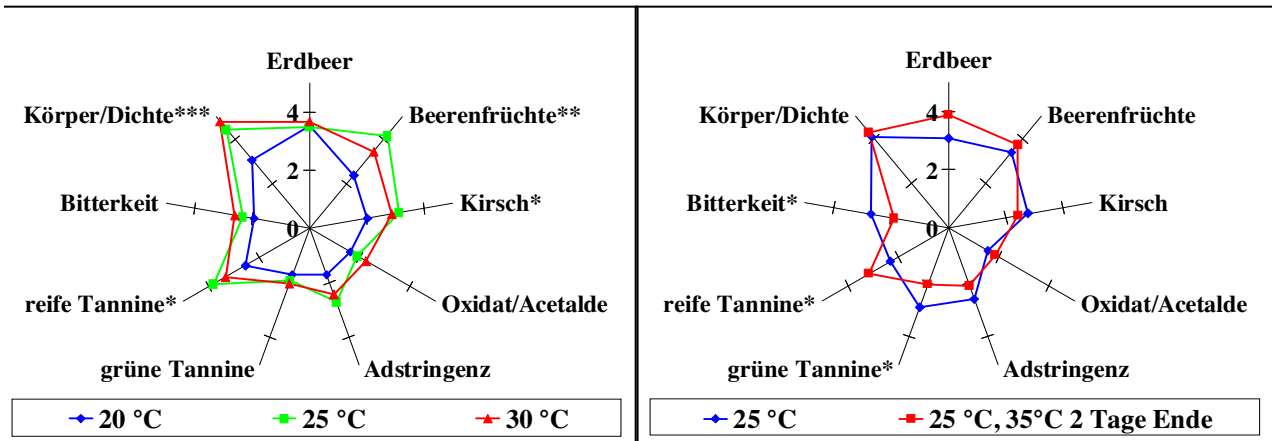 Erdbeer
Körper/Dichte***
4
Beerenfrüchte**
2
Bitterkeit
Kirsch*
0
reife Tannine*
Oxidat/Acetalde
grüne Tannine
Adstringenz
20 °C
25 °C
30 °C
Erdbeer
Körper/Dichte
4
Beerenfrüchte
2
Bitterkeit*
Kirsch
0
reife Tannine*
Oxidat/Acetalde
grüne Tannine*
Adstringenz
25 °C
25 °C, 35°C 2 Tage Ende